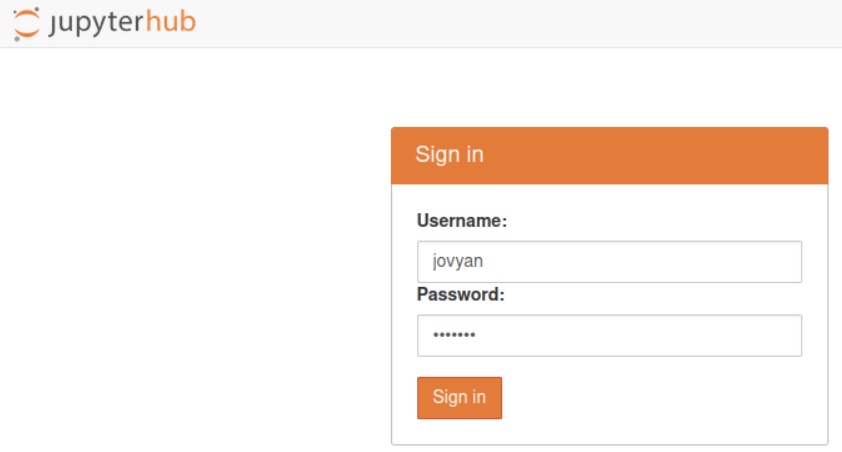 jupyterhub
Sign in
Username:
jovyan
Password:
•••••••
Sign in